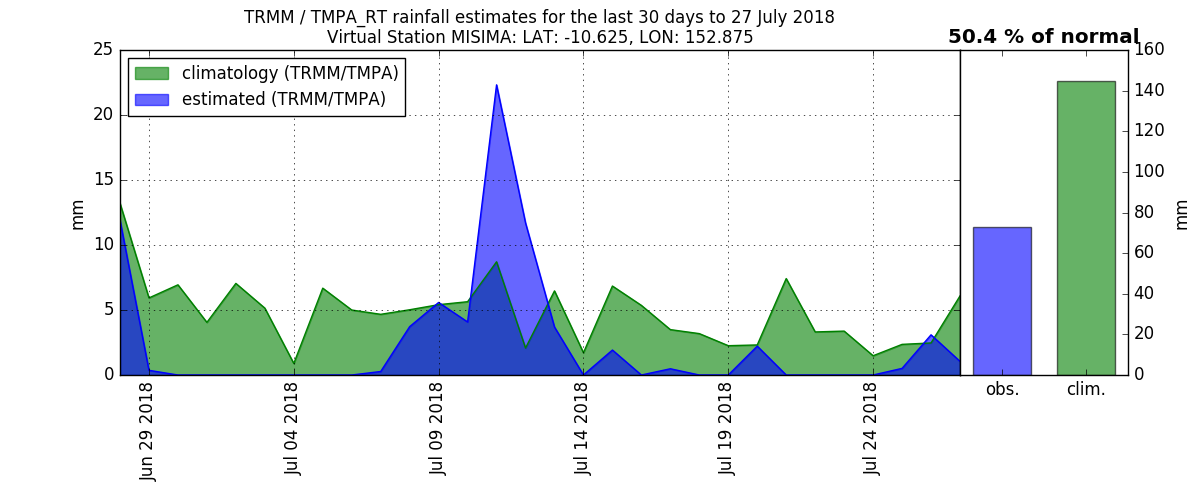 TRMM / TMPA_RT rainfall estimates for the last 30 days to 27 July 2018
Virtual Station MISIMA: LAT: -10.625, LON: 152.875
50.4 % of normal
climatology (TRMM/TMPA)
estimated (TRMM/TMPA)
25
20
15
10
5
0
mm
Jun 29 2018
Jul 04 2018
Jul 09 2018
Jul 14 2018
Jul 19 2018
Jul 24 2018
160
140
120
100
80
60
40
20
0
mm
obs.
clim.